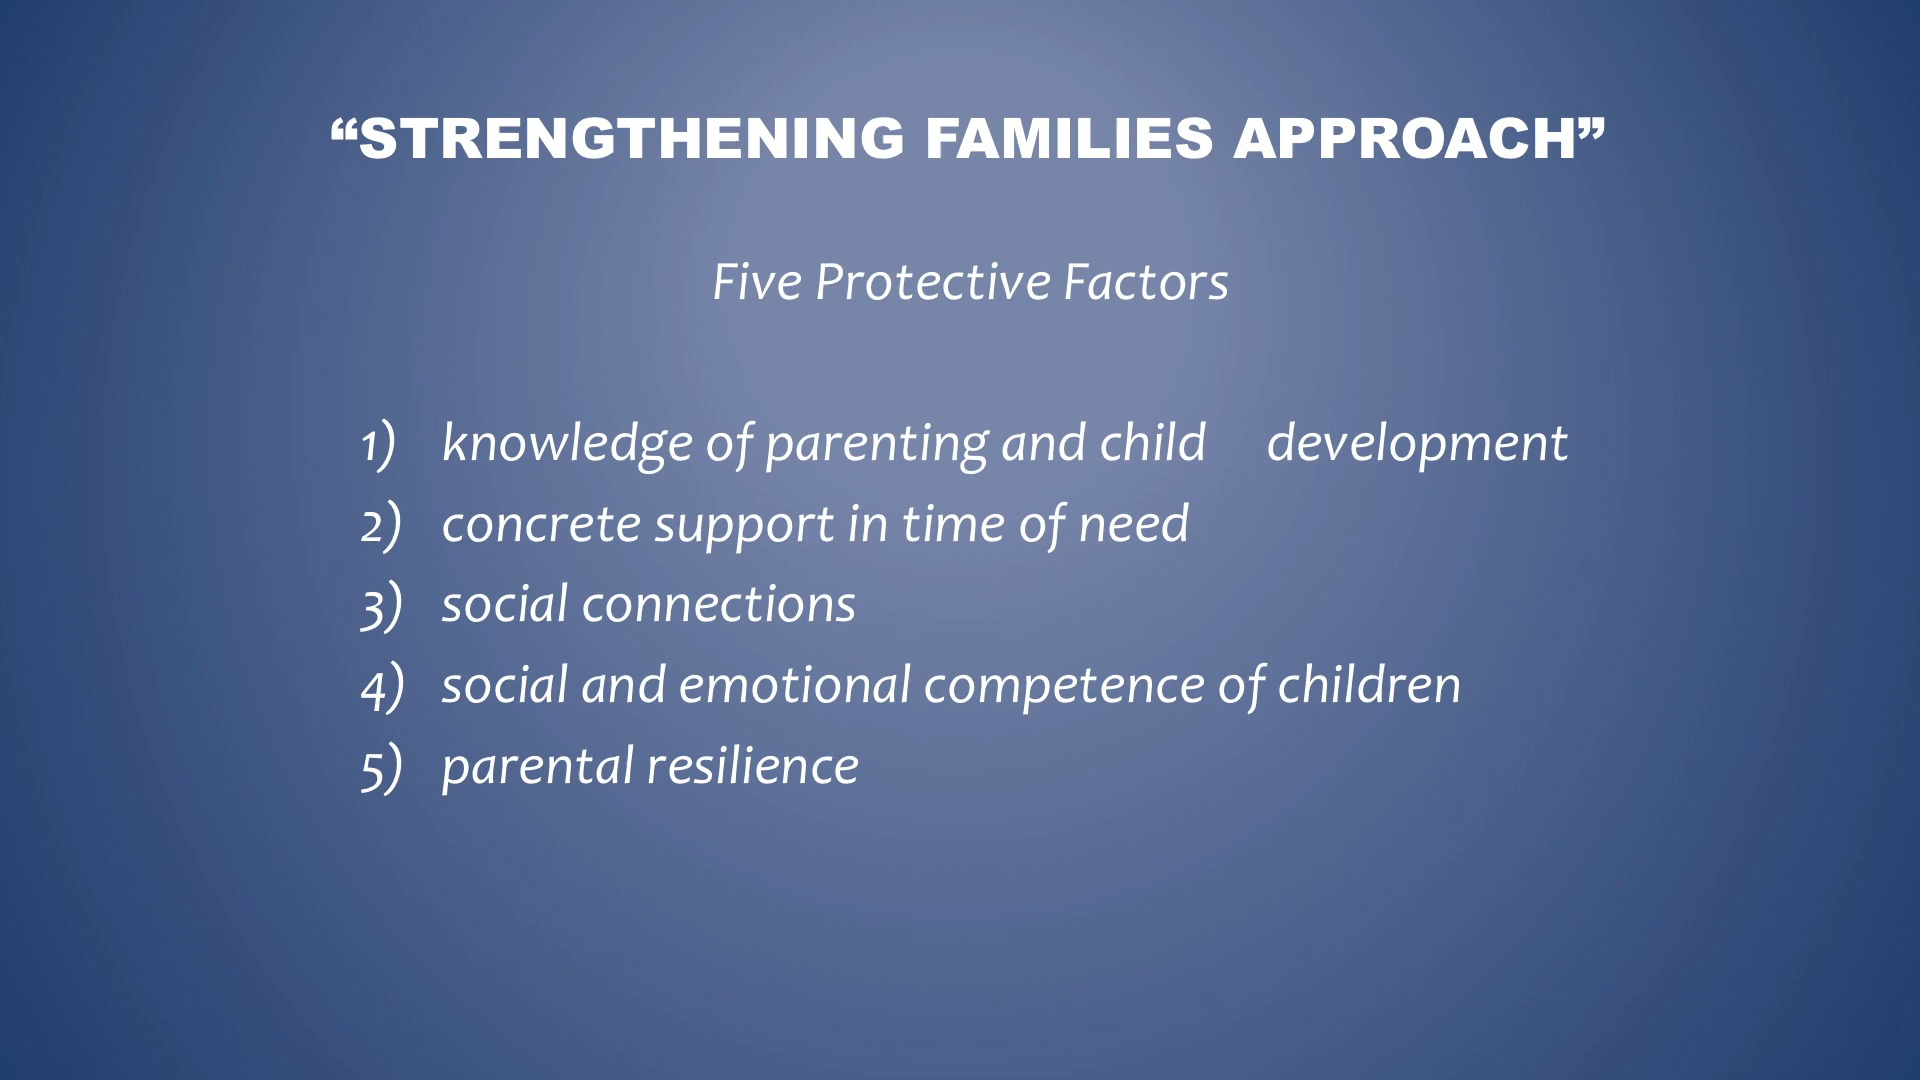 “STRENGTHENING FAMILIES APPROACH”
Five Protective Factors
1) knowledge of parenting and child development
2) concrete support in time of need
3) social connections
4) social and emotional competence of children
5) parental resilience